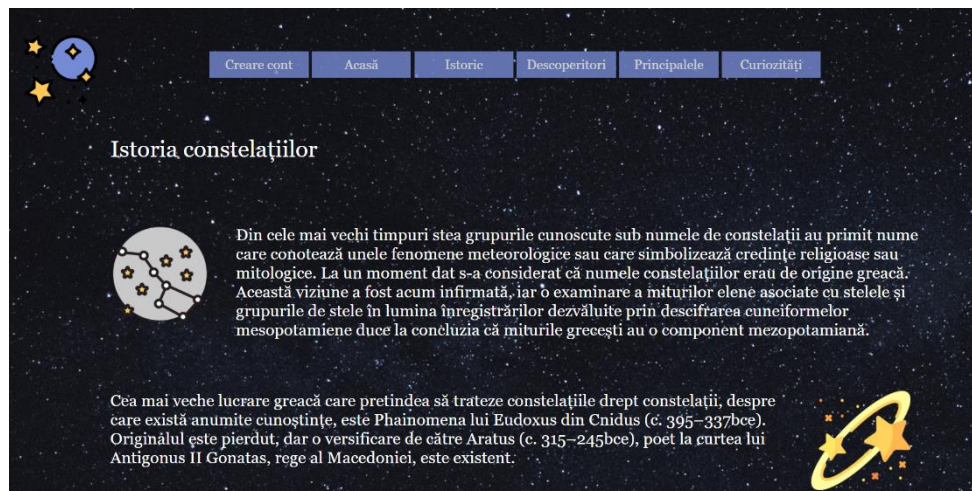 Creare cont Acasă Istoric Descoperitori Principalele Curiozități
Istoria constelațiilor
Din cele mai vechi timpuri stea grupurile cunoscute sub numele de constelații au primit nume
care conotează unele fenomene meteorologice sau care simbolizează credințe religioase sau
mitologice. La un moment dat s-a considerat că numele constelațiilor erau de origine greacă.
Această viziune a fost acum infirmată, iar o examinare a miturilor elene asociate cu stelele și
grupurile de stele în lumina înregistrărilor dezvăluite prin descifrarea cuneiformelor
mesopotamiene duce la concluzia că miturile grecești au o component mezopotamiană.
Cea mai veche lucrare greacă care pretindea să trateze constelațiile drept constelații, despre
care există anumite cunoștințe, este Phainomena lui Eudoxus din Cnidus (c. 395–337bce).
Originalul este pierdut, dar o versificare de către Aratus (c. 315–245bce), poet la curtea lui
Antigonus II Gonatas, rege al Macedoniei, este existent.